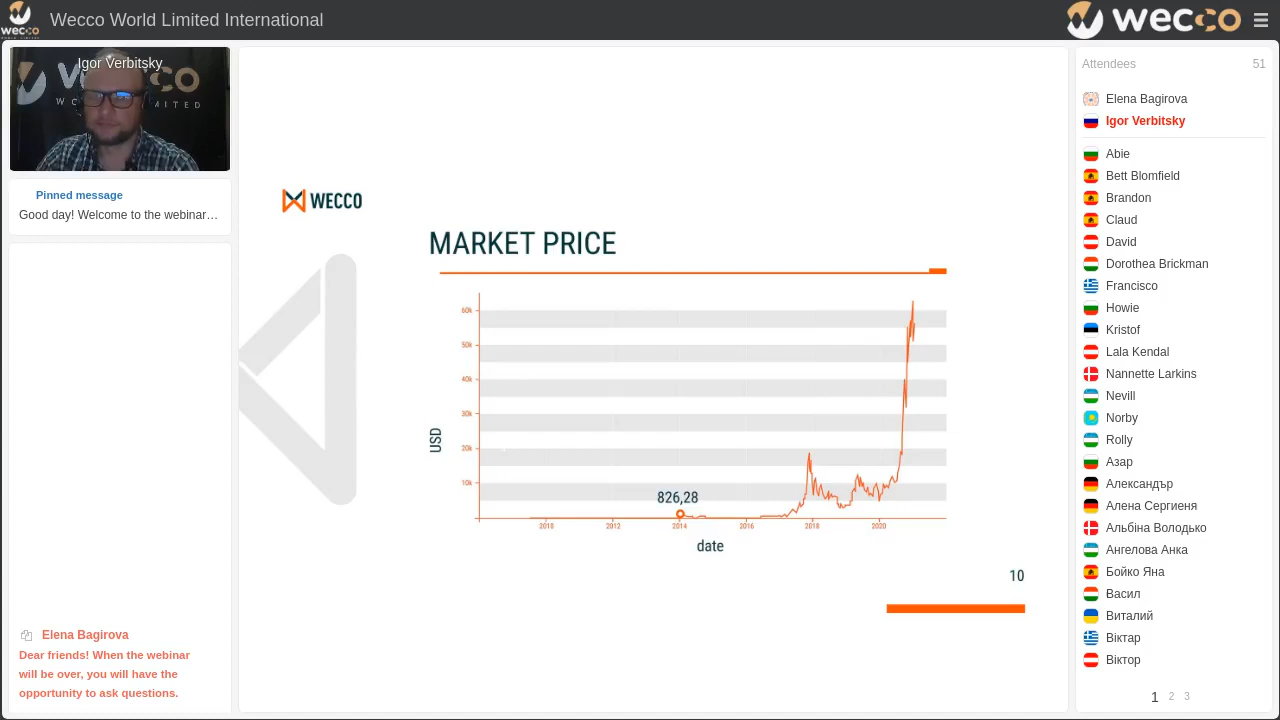 wecco
Wecco World Limited International
wecco
Igor Verbitsky
Pinned message
Good day! Welcome to the webinar…
Elena Bagirova
Dear friends! When the webinar
will be over, you will have the
opportunity to ask questions.
WECCO
MARKET PRICE
60k
50k
40k
30k
20k
10k
USD
826,28
2010
2012
2014
2016
2018
2020
date
10
Attendees 51
Elena Bagirova
Igor Verbitsky
Abie
Bett Blomfield
Brandon
Claud
David
Dorothea Brickman
Francisco
Howie
Kristof
Lala Kendal
Nannette Larkins
Nevill
Norby
Rolly
Азар
Александър
Алена Сергиеня
Альбіна Володько
Ангелова Анка
Бойко Яна
Васил
Виталий
Віктар
Віктор
1 2 3